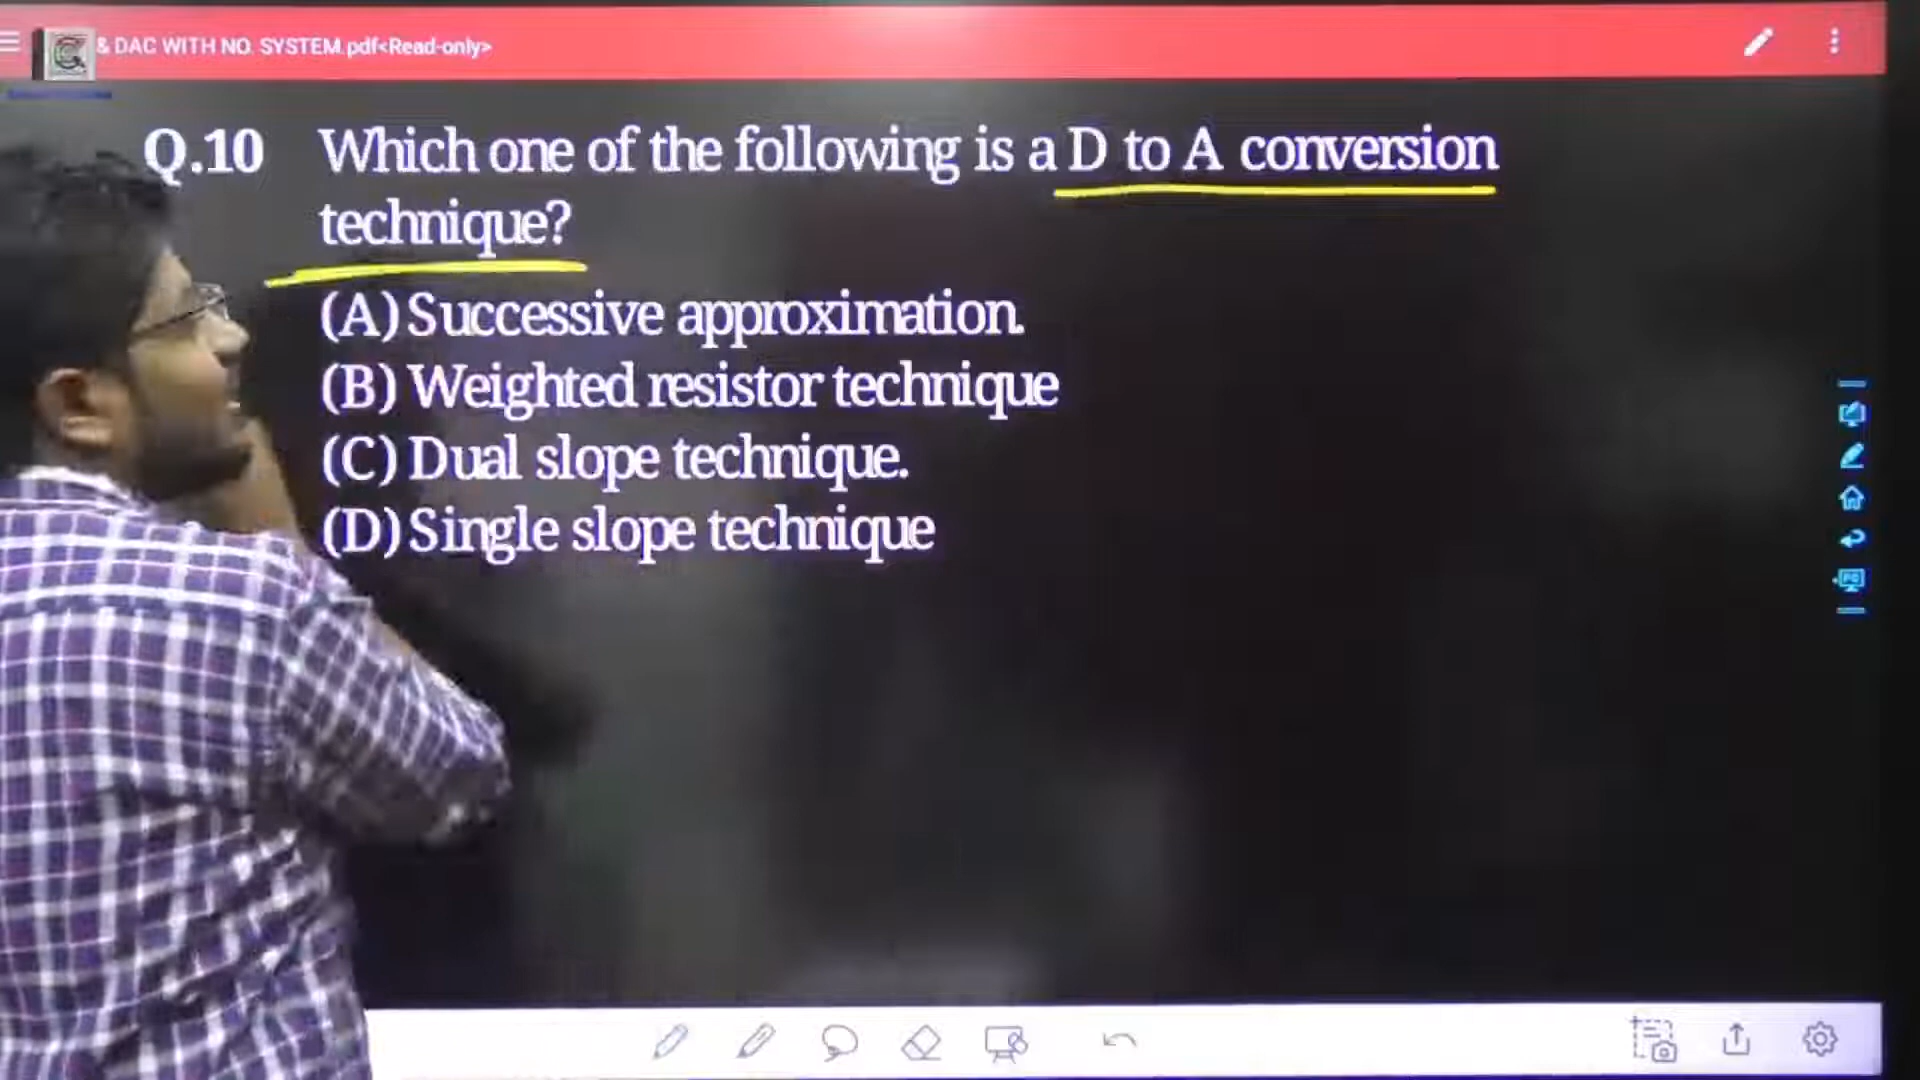 & DAC WITH NO. SYSTEM.pdf<Read-only>
Q.10 Which one of the following is a D to A conversion
technique?
(A) Successive approximation.
(B) Weighted resistor technique
(C) Dual slope technique.
(D) Single slope technique